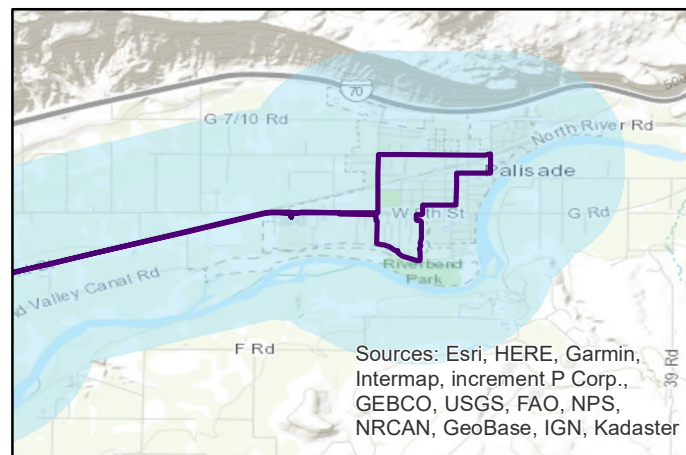 70
G 7/10 Rd
North River Rd
Palisade
W 8th St
G Rd
Valley Canal Rd
Riverbend
Park
F Rd
39 Rd
Sources: Esri, HERE, Garmin,
Intermap, increment P Corp.,
GEBCO, USGS, FAO, NPS,
NRCAN, GeoBase, IGN, Kadaster